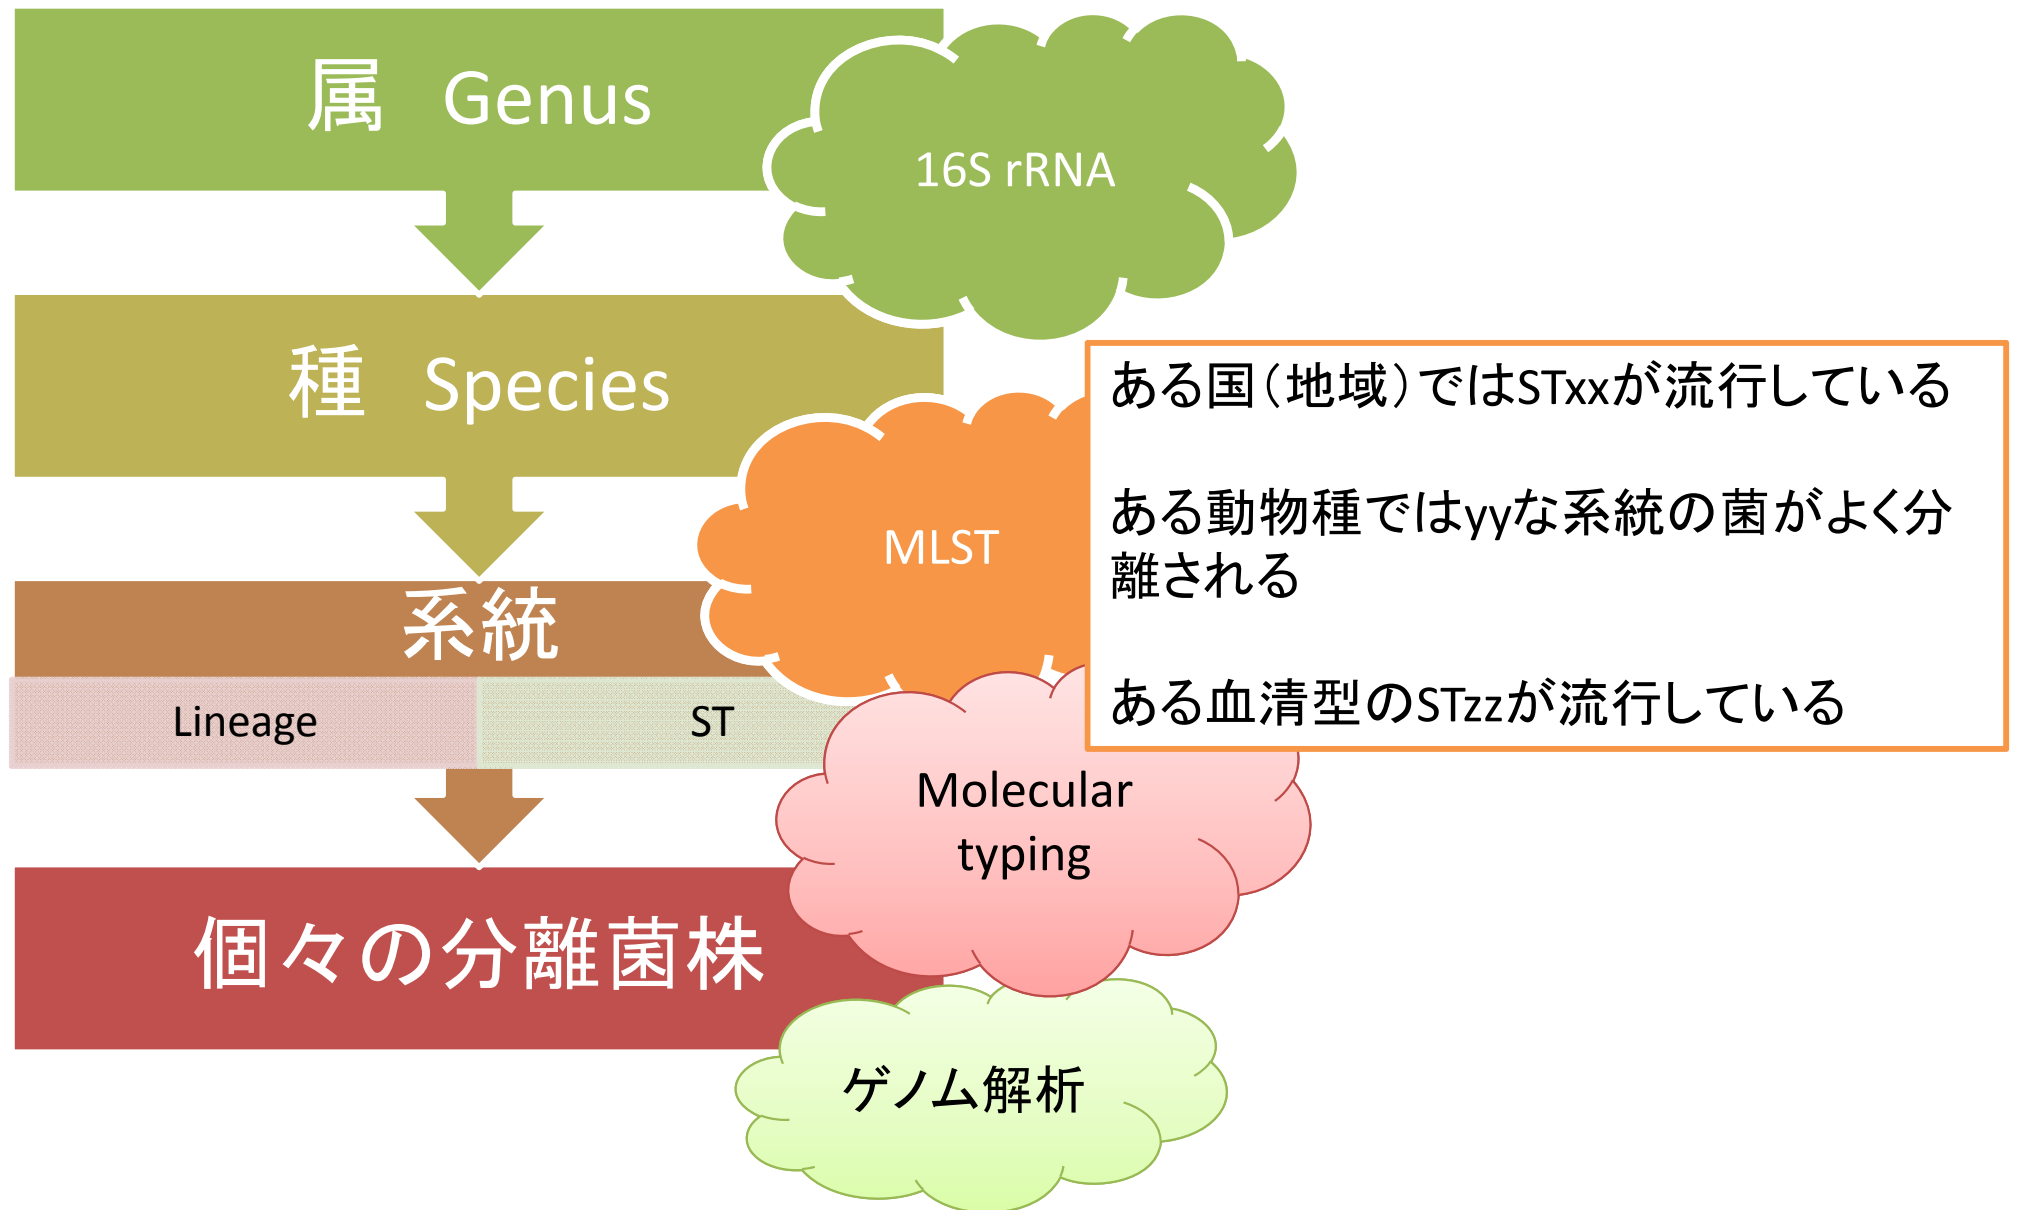 属　Genus
16S rRNA
種　Species
ある国（地域）ではSTxxが流行している
ある動物種ではyyな系統の菌がよく分
離される
ある血清型のSTzzが流行している
MLST
系統
Lineage
ST
Molecular
typing
個々の分離菌株
ゲノム解析